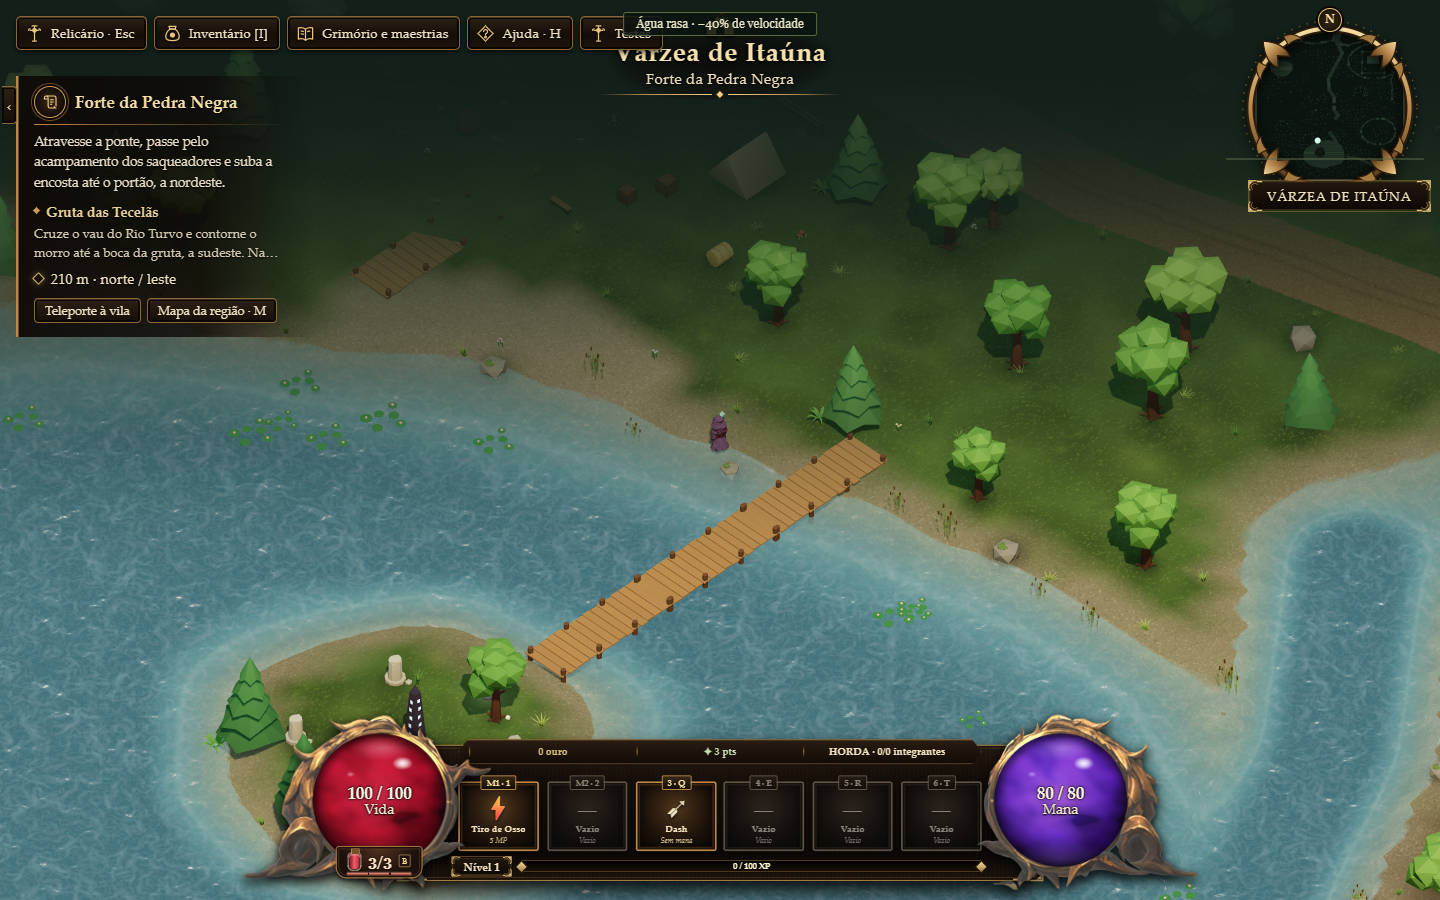 Relicário · Esc
Inventário [I]
Grimório e maestrias
Ajuda · H
Água rasa · −40% de velocidade
Várzea de Itaúna
Forte da Pedra Negra
N
VÁRZEA DE ITAÚNA
‹
Forte da Pedra Negra
Atravesse a ponte, passe pelo
acampamento dos saqueadores e suba a
encosta até o portão, a nordeste.
Gruta das Tecelãs
Cruze o vau do Rio Turvo e contorne o
morro até a boca da gruta, a sudeste. Na…
210 m · norte / leste
Teleporte à vila
Mapa da região · M
0 ouro
3 pts
HORDA · 0/0 integrantes
100 / 100
Vida
3/3
B
M1 · 1
Tiro de Osso
5 MP
M2 · 2
Vazio
Vazio
3 · Q
Dash
Sem mana
4 · E
Vazio
Vazio
5 · R
Vazio
Vazio
6 · T
Vazio
Vazio
80 / 80
Mana
Nível 1
0 / 100 XP